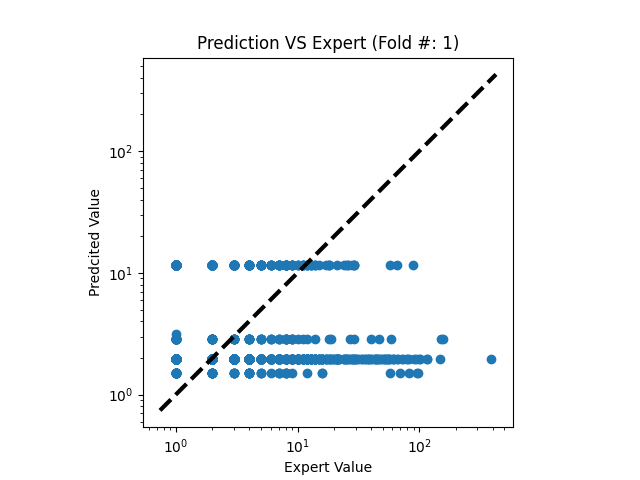 Prediction VS Expert (Fold #: 1)
Predcited Value
10²
10¹
10⁰
10⁰ 10¹ 10²
Expert Value